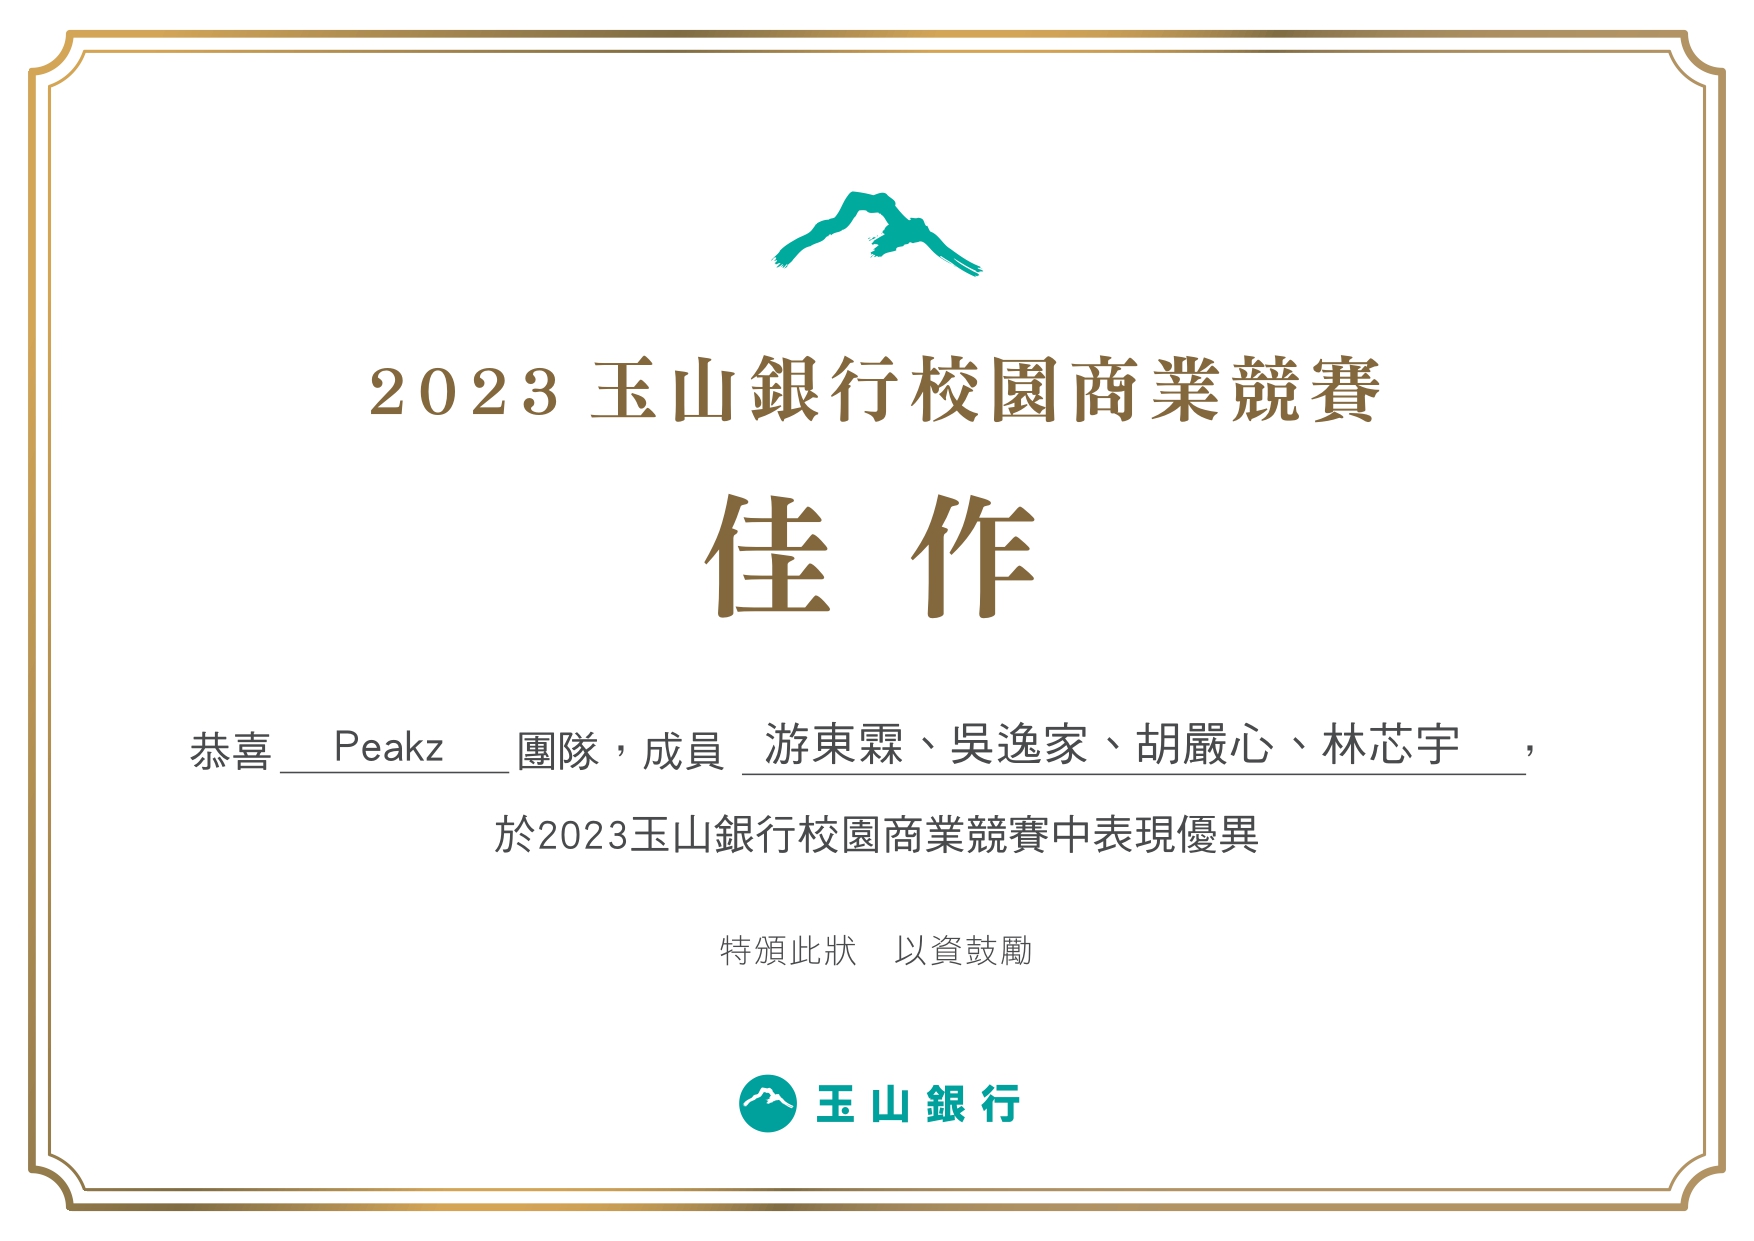 2023 玉山銀行校園商業競賽
佳作
恭喜 Peakz 團隊，成員 游東霖、吳逸家、胡嚴心、林芯宇，
於2023玉山銀行校園商業競賽中表現優異
特頒此狀 以資鼓勵
玉山銀行